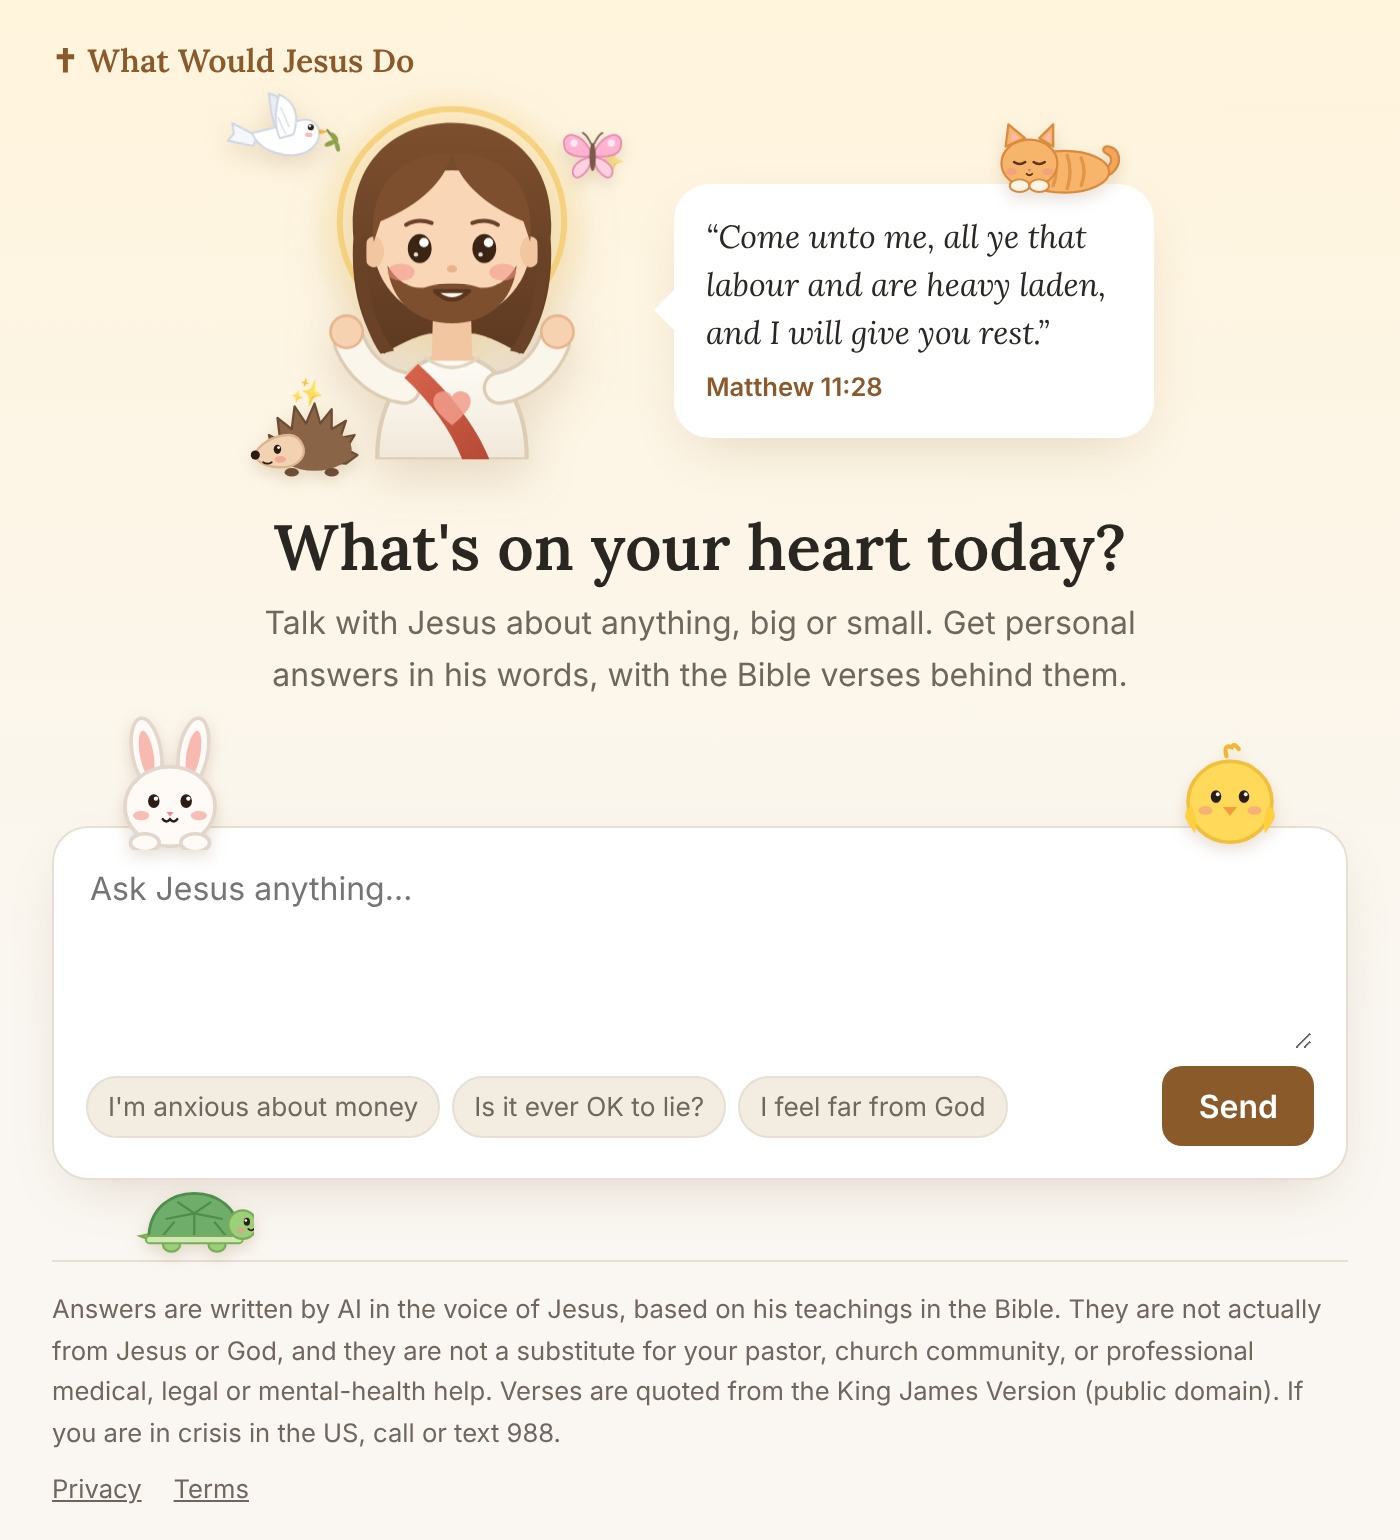 ✝ What Would Jesus Do
“Come unto me, all ye that
labour and are heavy laden,
and I will give you rest.”
Matthew 11:28
What's on your heart today?
Talk with Jesus about anything, big or small. Get personal
answers in his words, with the Bible verses behind them.
Ask Jesus anything...
I'm anxious about money
Is it ever OK to lie?
I feel far from God
Send
Answers are written by AI in the voice of Jesus, based on his teachings in the Bible. They are not actually
from Jesus or God, and they are not a substitute for your pastor, church community, or professional
medical, legal or mental-health help. Verses are quoted from the King James Version (public domain). If
you are in crisis in the US, call or text 988.
Privacy
Terms